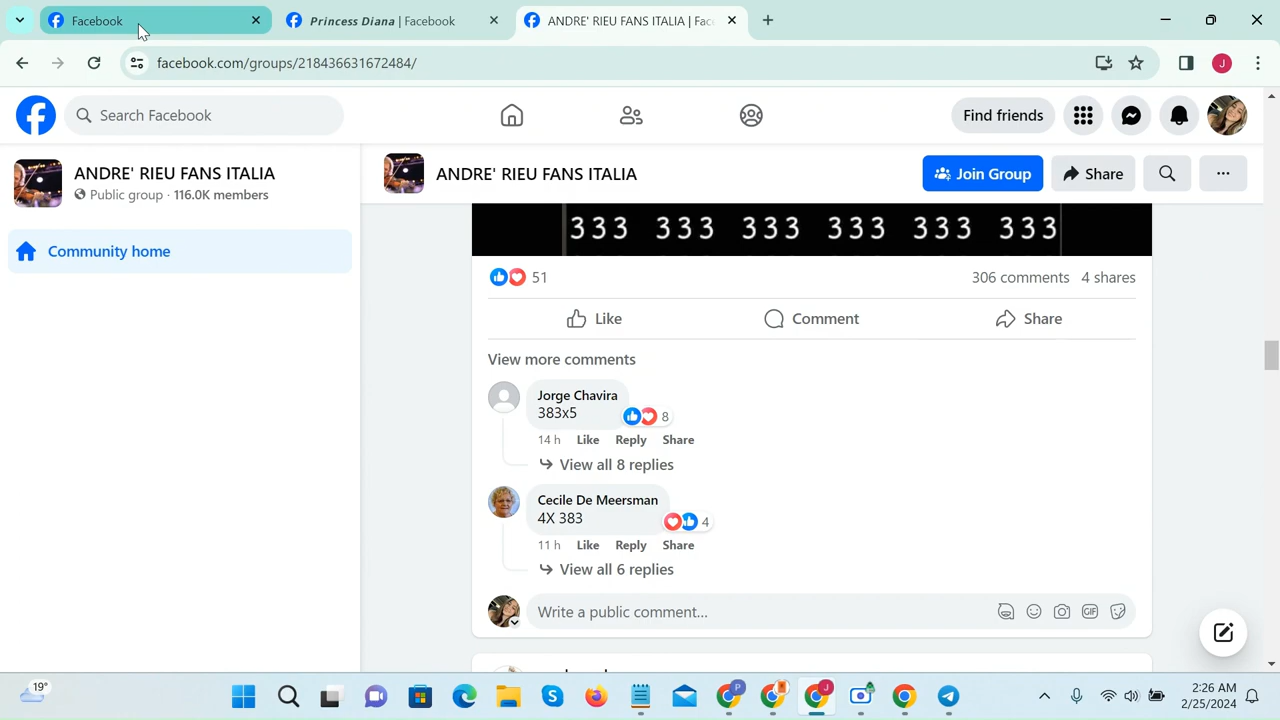 Facebook
Princess Diana | Facebook
ANDRE' RIEU FANS ITALIA | Fac
facebook.com/groups/218436631672484/
J
Search Facebook
Find friends
ANDRE' RIEU FANS ITALIA
Public group · 116.0K members
Community home
ANDRE' RIEU FANS ITALIA
Join Group
Share
333 333 333 333 333 333
51
306 comments 4 shares
Like
Comment
Share
View more comments
Jorge Chavira
383x5
8
14 h Like Reply Share
View all 8 replies
Cecile De Meersman
4X 383
4
11 h Like Reply Share
View all 6 replies
Write a public comment...
GIF
19°
P
J
2:26 AM
2/25/2024